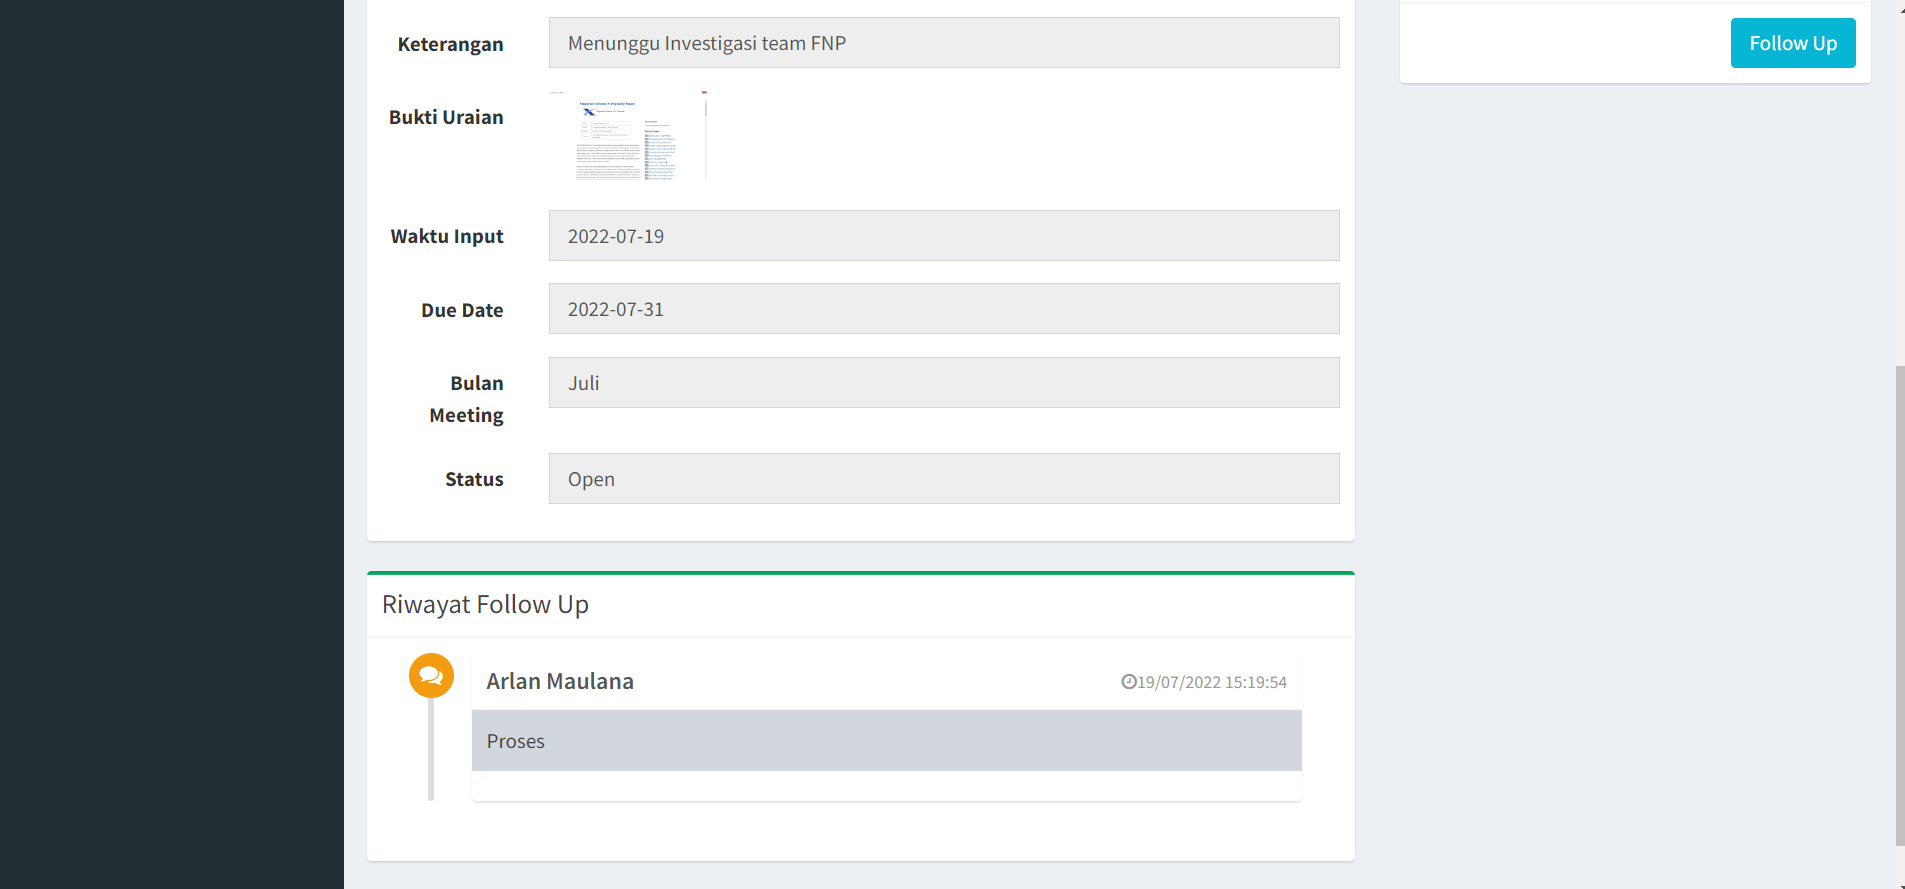 Keterangan
Menunggu Investigasi team FNP
Follow Up
Bukti Uraian
Waktu Input
2022-07-19
Due Date
2022-07-31
Bulan
Meeting
Juli
Status
Open
Riwayat Follow Up
Arlan Maulana
19/07/2022 15:19:54
Proses